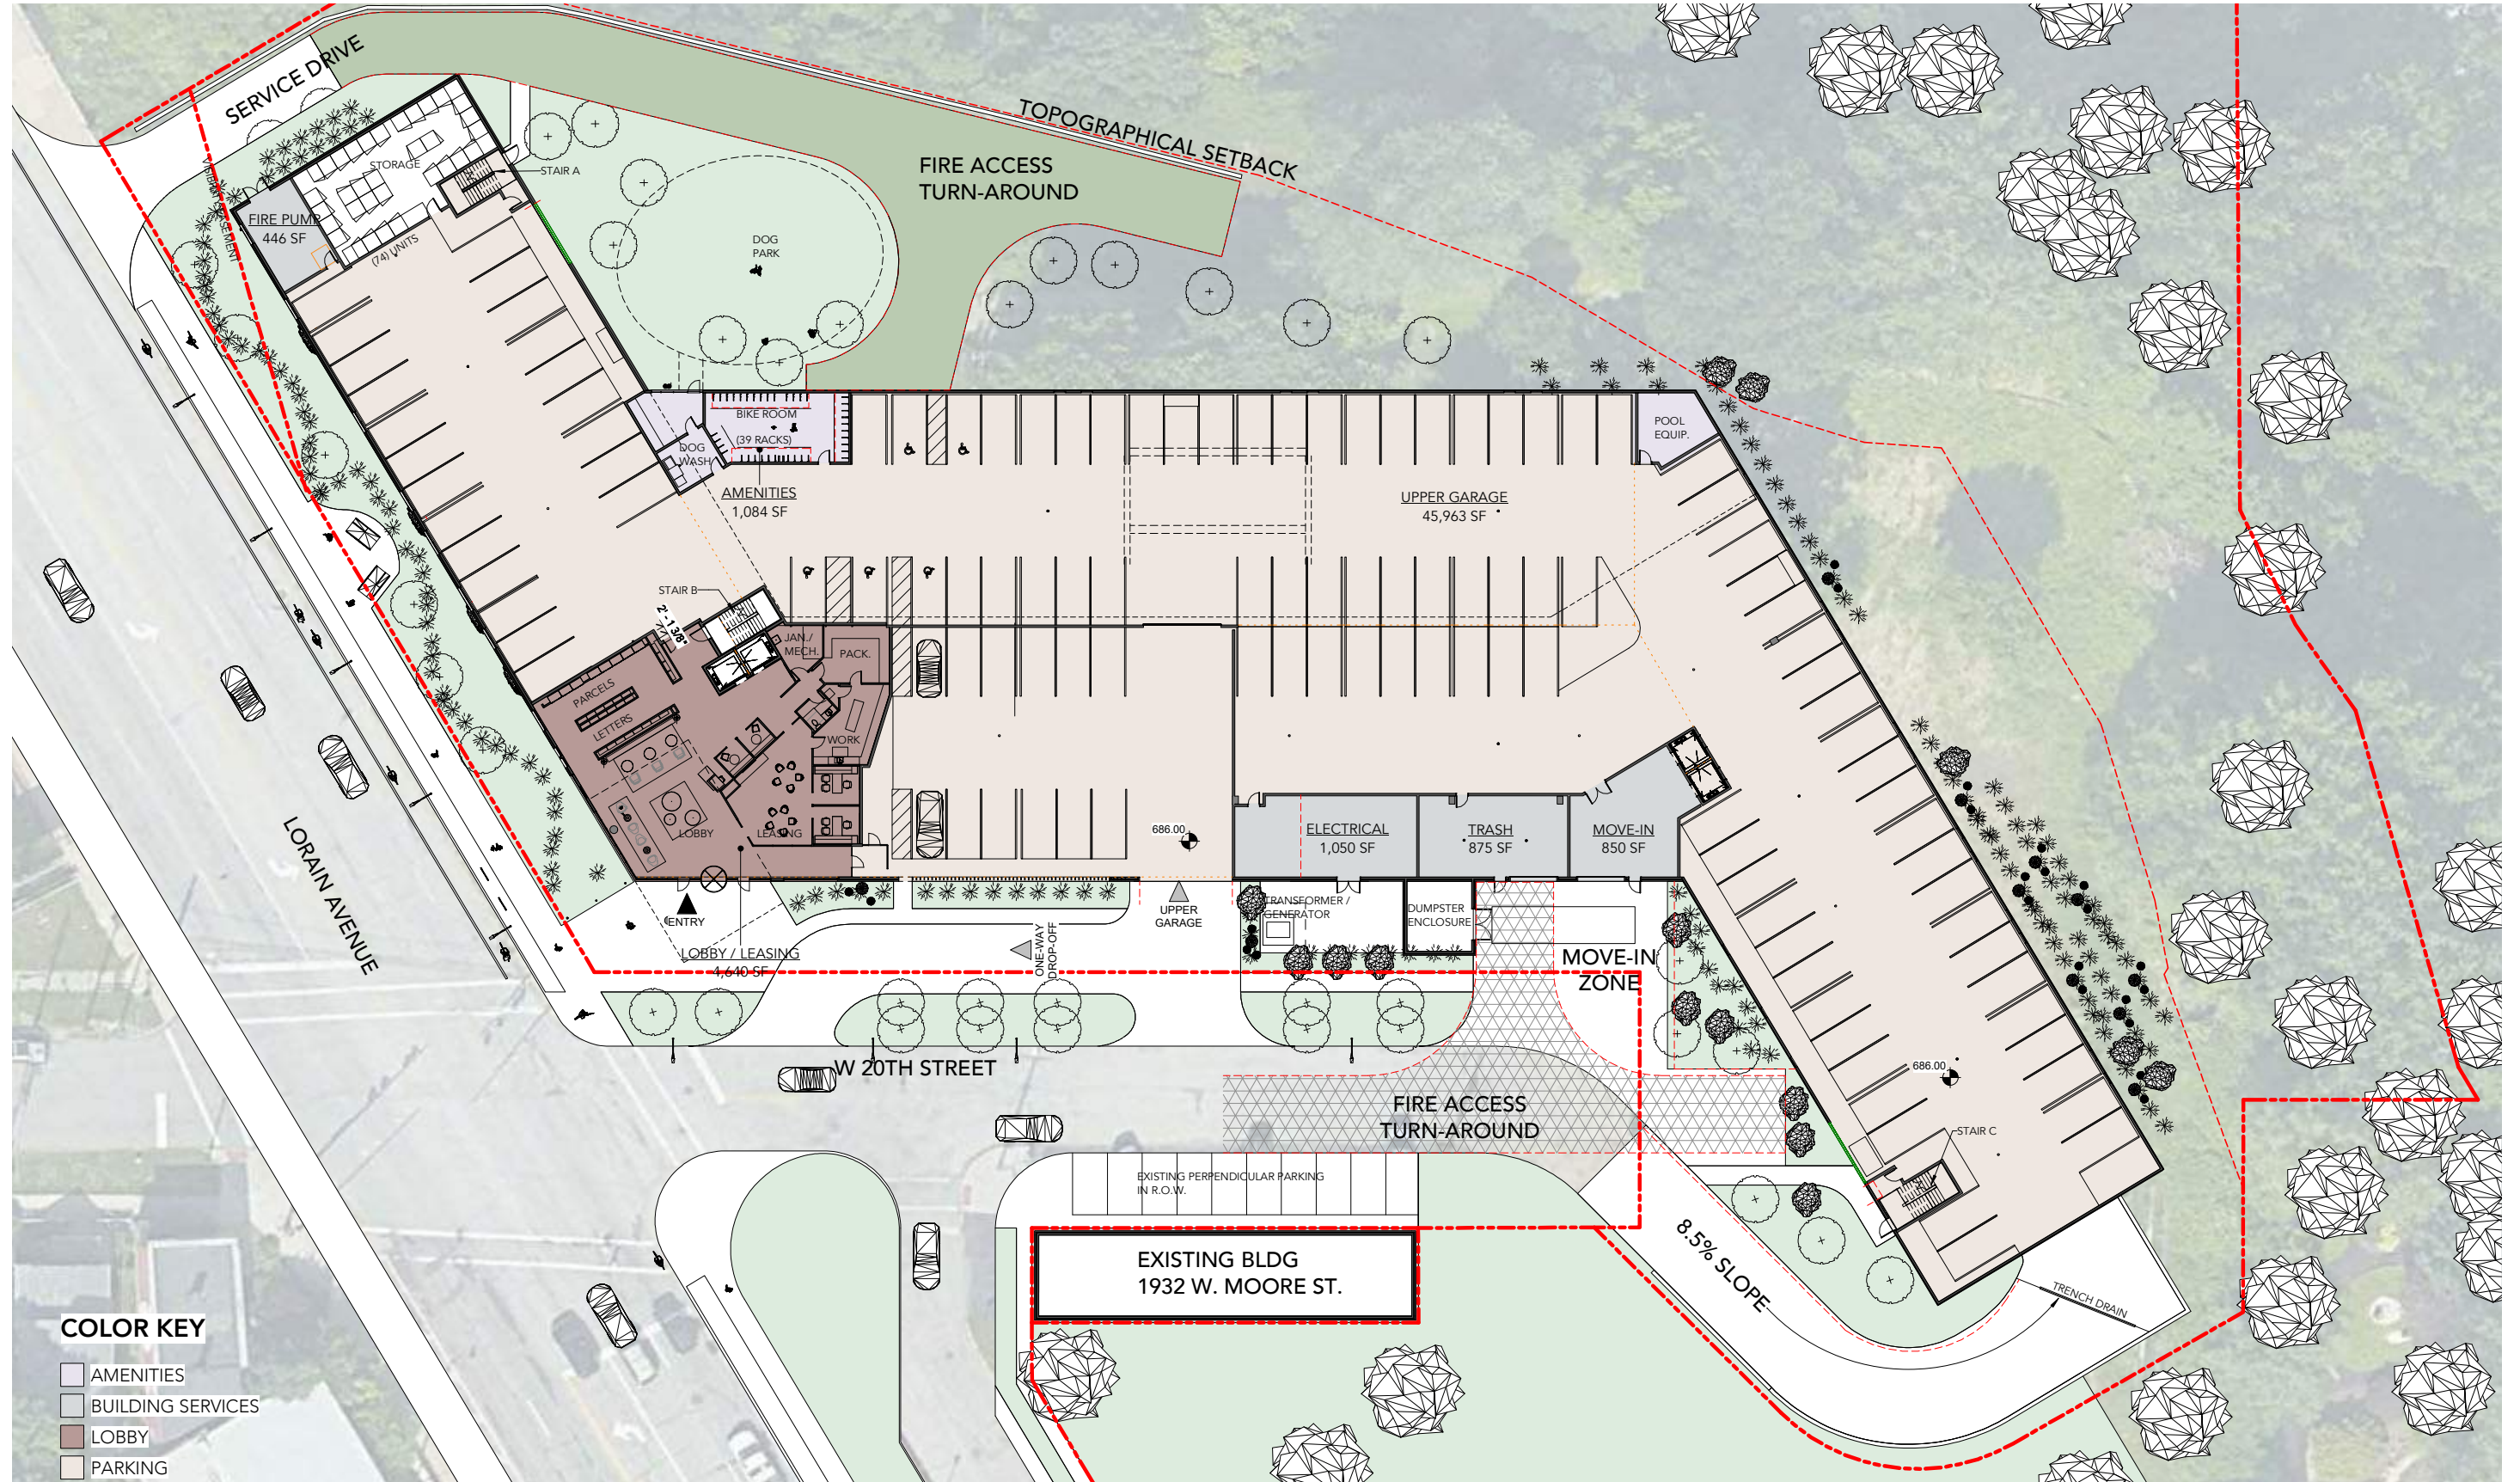 SERVICE DRIVE
TOPOGRAPHICAL SETBACK
FIRE ACCESS
TURN-AROUND
STORAGE
STAIR A
FIRE PUMP
446 SF
(74) UNITS
DOG
PARK
BIKE ROOM
(39 RACKS)
DOG
WASH
AMENITIES
1,084 SF
POOL
EQUIP.
UPPER GARAGE
45,963 SF
STAIR B
2' - 1 3/8"
JAN./
MECH.
PACK.
PARCELS
LETTERS
WORK
LOBBY
LEASING
686.00
ELECTRICAL
1,050 SF
TRASH
875 SF
MOVE-IN
850 SF
LORAIN AVENUE
ENTRY
UPPER
GARAGE
TRANSFORMER /
GENERATOR
DUMPSTER
ENCLOSURE
LOBBY / LEASING
4,640 SF
ONE-WAY
DROP-OFF
MOVE-IN
ZONE
W 20TH STREET
686.00
FIRE ACCESS
TURN-AROUND
STAIR C
EXISTING PERPENDICULAR PARKING
IN R.O.W.
EXISTING BLDG
1932 W. MOORE ST.
8.5% SLOPE
TRENCH DRAIN
COLOR KEY
AMENITIES
BUILDING SERVICES
LOBBY
PARKING